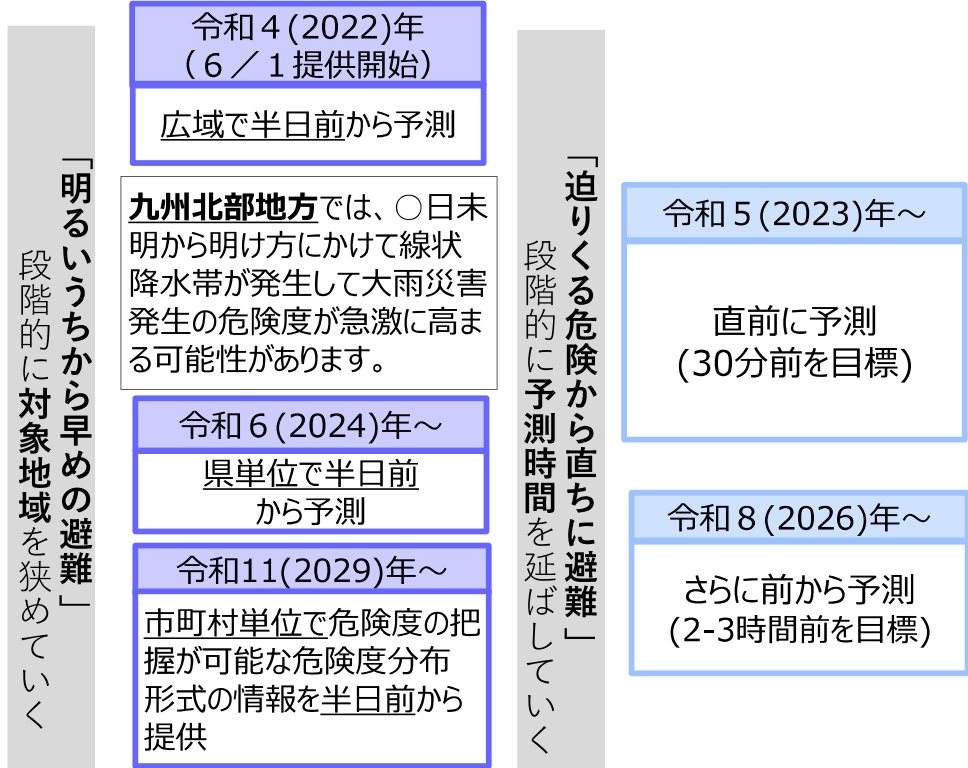 「明るいうちから早めの避難」
段階的に対象地域を狭めていく
令和４(2022)年
（６／１提供開始）
広域で半日前から予測
九州北部地方では、○日未
明から明け方にかけて線状
降水帯が発生して大雨災害
発生の危険度が急激に高ま
る可能性があります。
令和６(2024)年～
県単位で半日前
から予測
令和11(2029)年～
市町村単位で危険度の把
握が可能な危険度分布
形式の情報を半日前から
提供
「迫りくる危険から直ちに避難」
段階的に予測時間を延ばしていく
令和５(2023)年～
直前に予測
(30分前を目標)
令和８(2026)年～
さらに前から予測
(2-3時間前を目標)